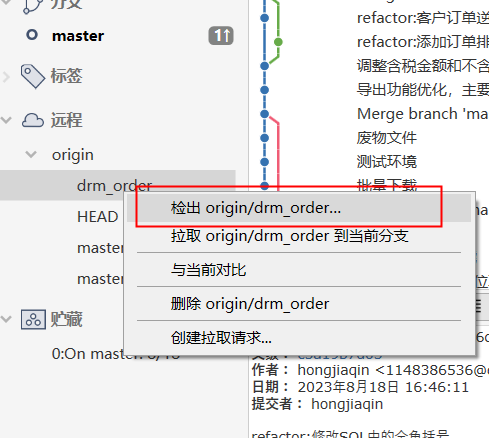 分支
master
1↑
标签
远程
origin
drm_order
HEAD
master
mast
贮藏
0:On master:
refactor:客户订单逆
refactor:添加订单排
调整含税金额和不含
导出功能优化，主要
Merge branch 'ma
废物文件
测试环境
批量下载
检出 origin/drm_order...
拉取 origin/drm_order 到当前分支
与当前对比
删除 origin/drm_order
创建拉取请求...
作者： hongjiaqin <1148386536@
日期： 2023年8月18日 16:46:11
提交者： hongjiaqin
refactor:修改SQL中的全角括号